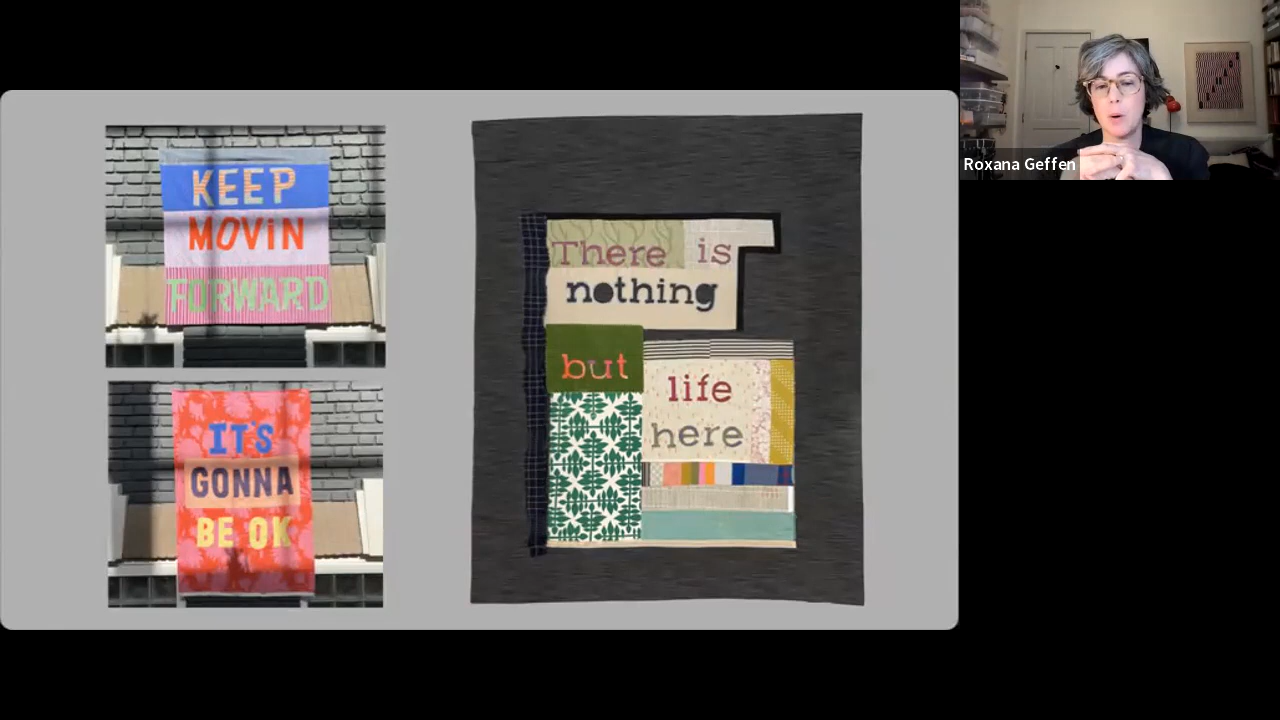 KEEP
MOVIN
FORWARD
IT'S
GONNA
BE OK
There is
nothing
but
life
here
Roxana Geffen